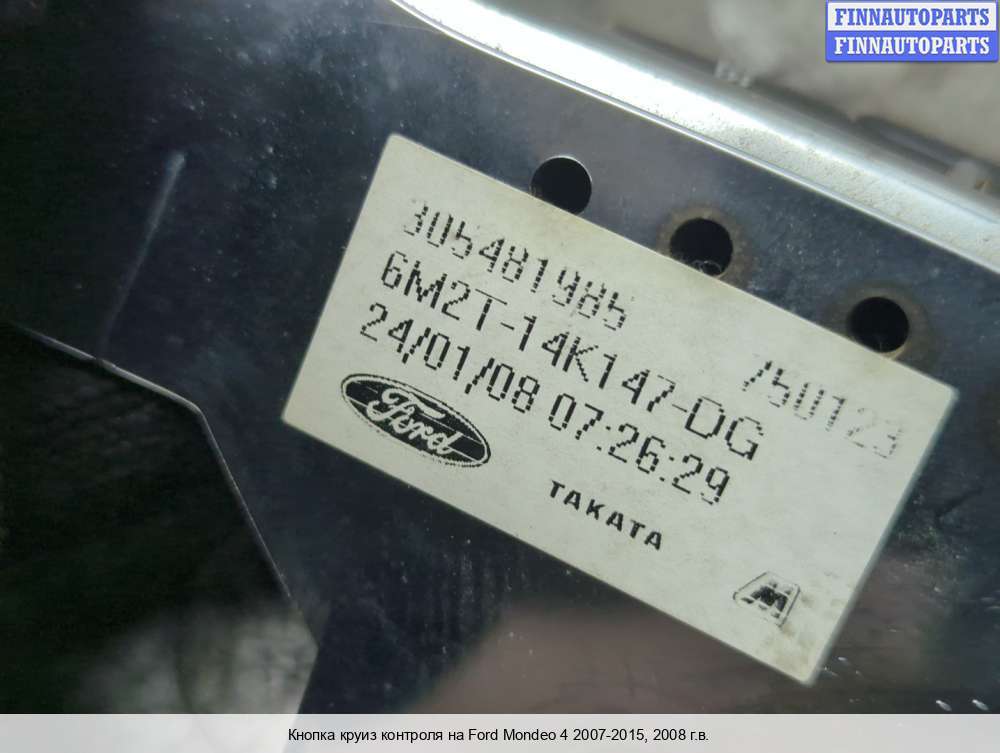 FINNAUTOPARTS
FINNAUTOPARTS
305481985
6M2T-14K147-DG
750123
24/01/08 07:26:29
Ford
TAKATA
Кнопка круиз контроля на Ford Mondeo 4 2007-2015, 2008 г.в.